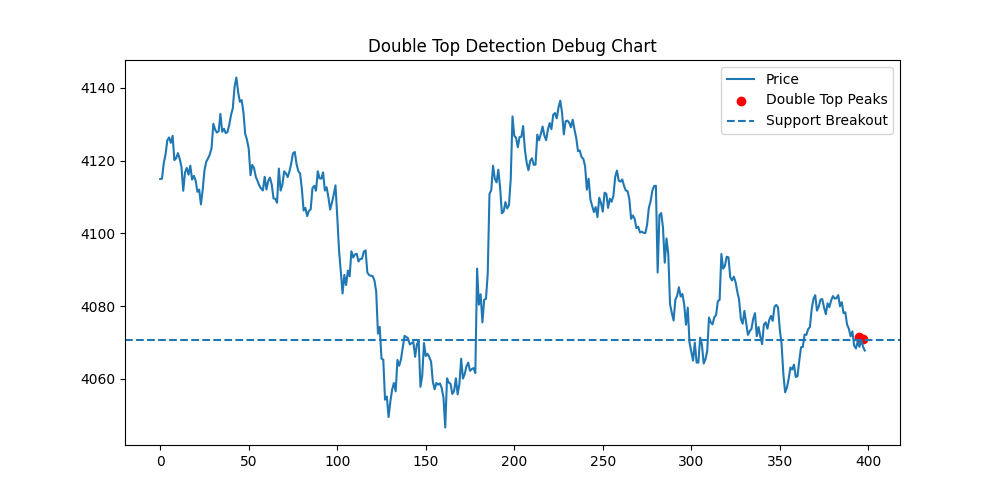 Double Top Detection Debug Chart
Price
Double Top Peaks
Support Breakout
4140
4120
4100
4080
4060
0 50 100 150 200 250 300 350 400